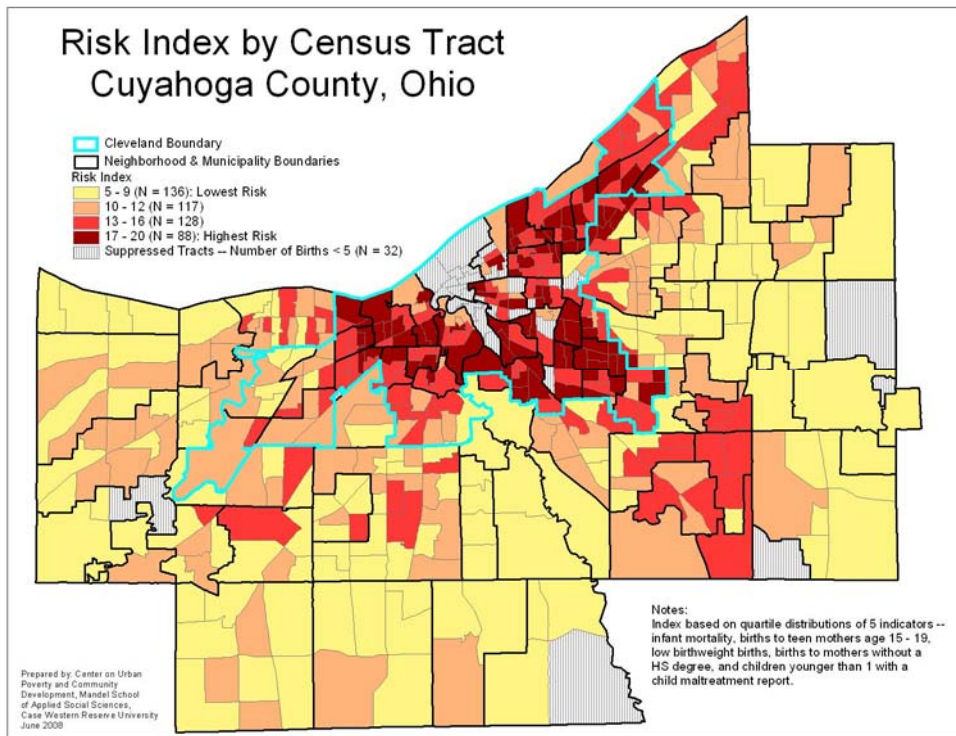 Risk Index by Census Tract
Cuyahoga County, Ohio
Cleveland Boundary
Neighborhood & Municipality Boundaries
Risk Index
5 - 9 (N = 136): Lowest Risk
10 - 12 (N = 117)
13 - 16 (N = 128)
17 - 20 (N = 88): Highest Risk
Suppressed Tracts -- Number of Births < 5 (N = 32)
Notes:
Index based on quartile distributions of 5 indicators --
infant mortality, births to teen mothers age 15 - 19,
low birthweight births, births to mothers without a
HS degree, and children younger than 1 with a
child maltreatment report.
Prepared by: Center on Urban
Poverty and Community
Development, Mandel School
of Applied Social Sciences,
Case Western Reserve University
June 2008